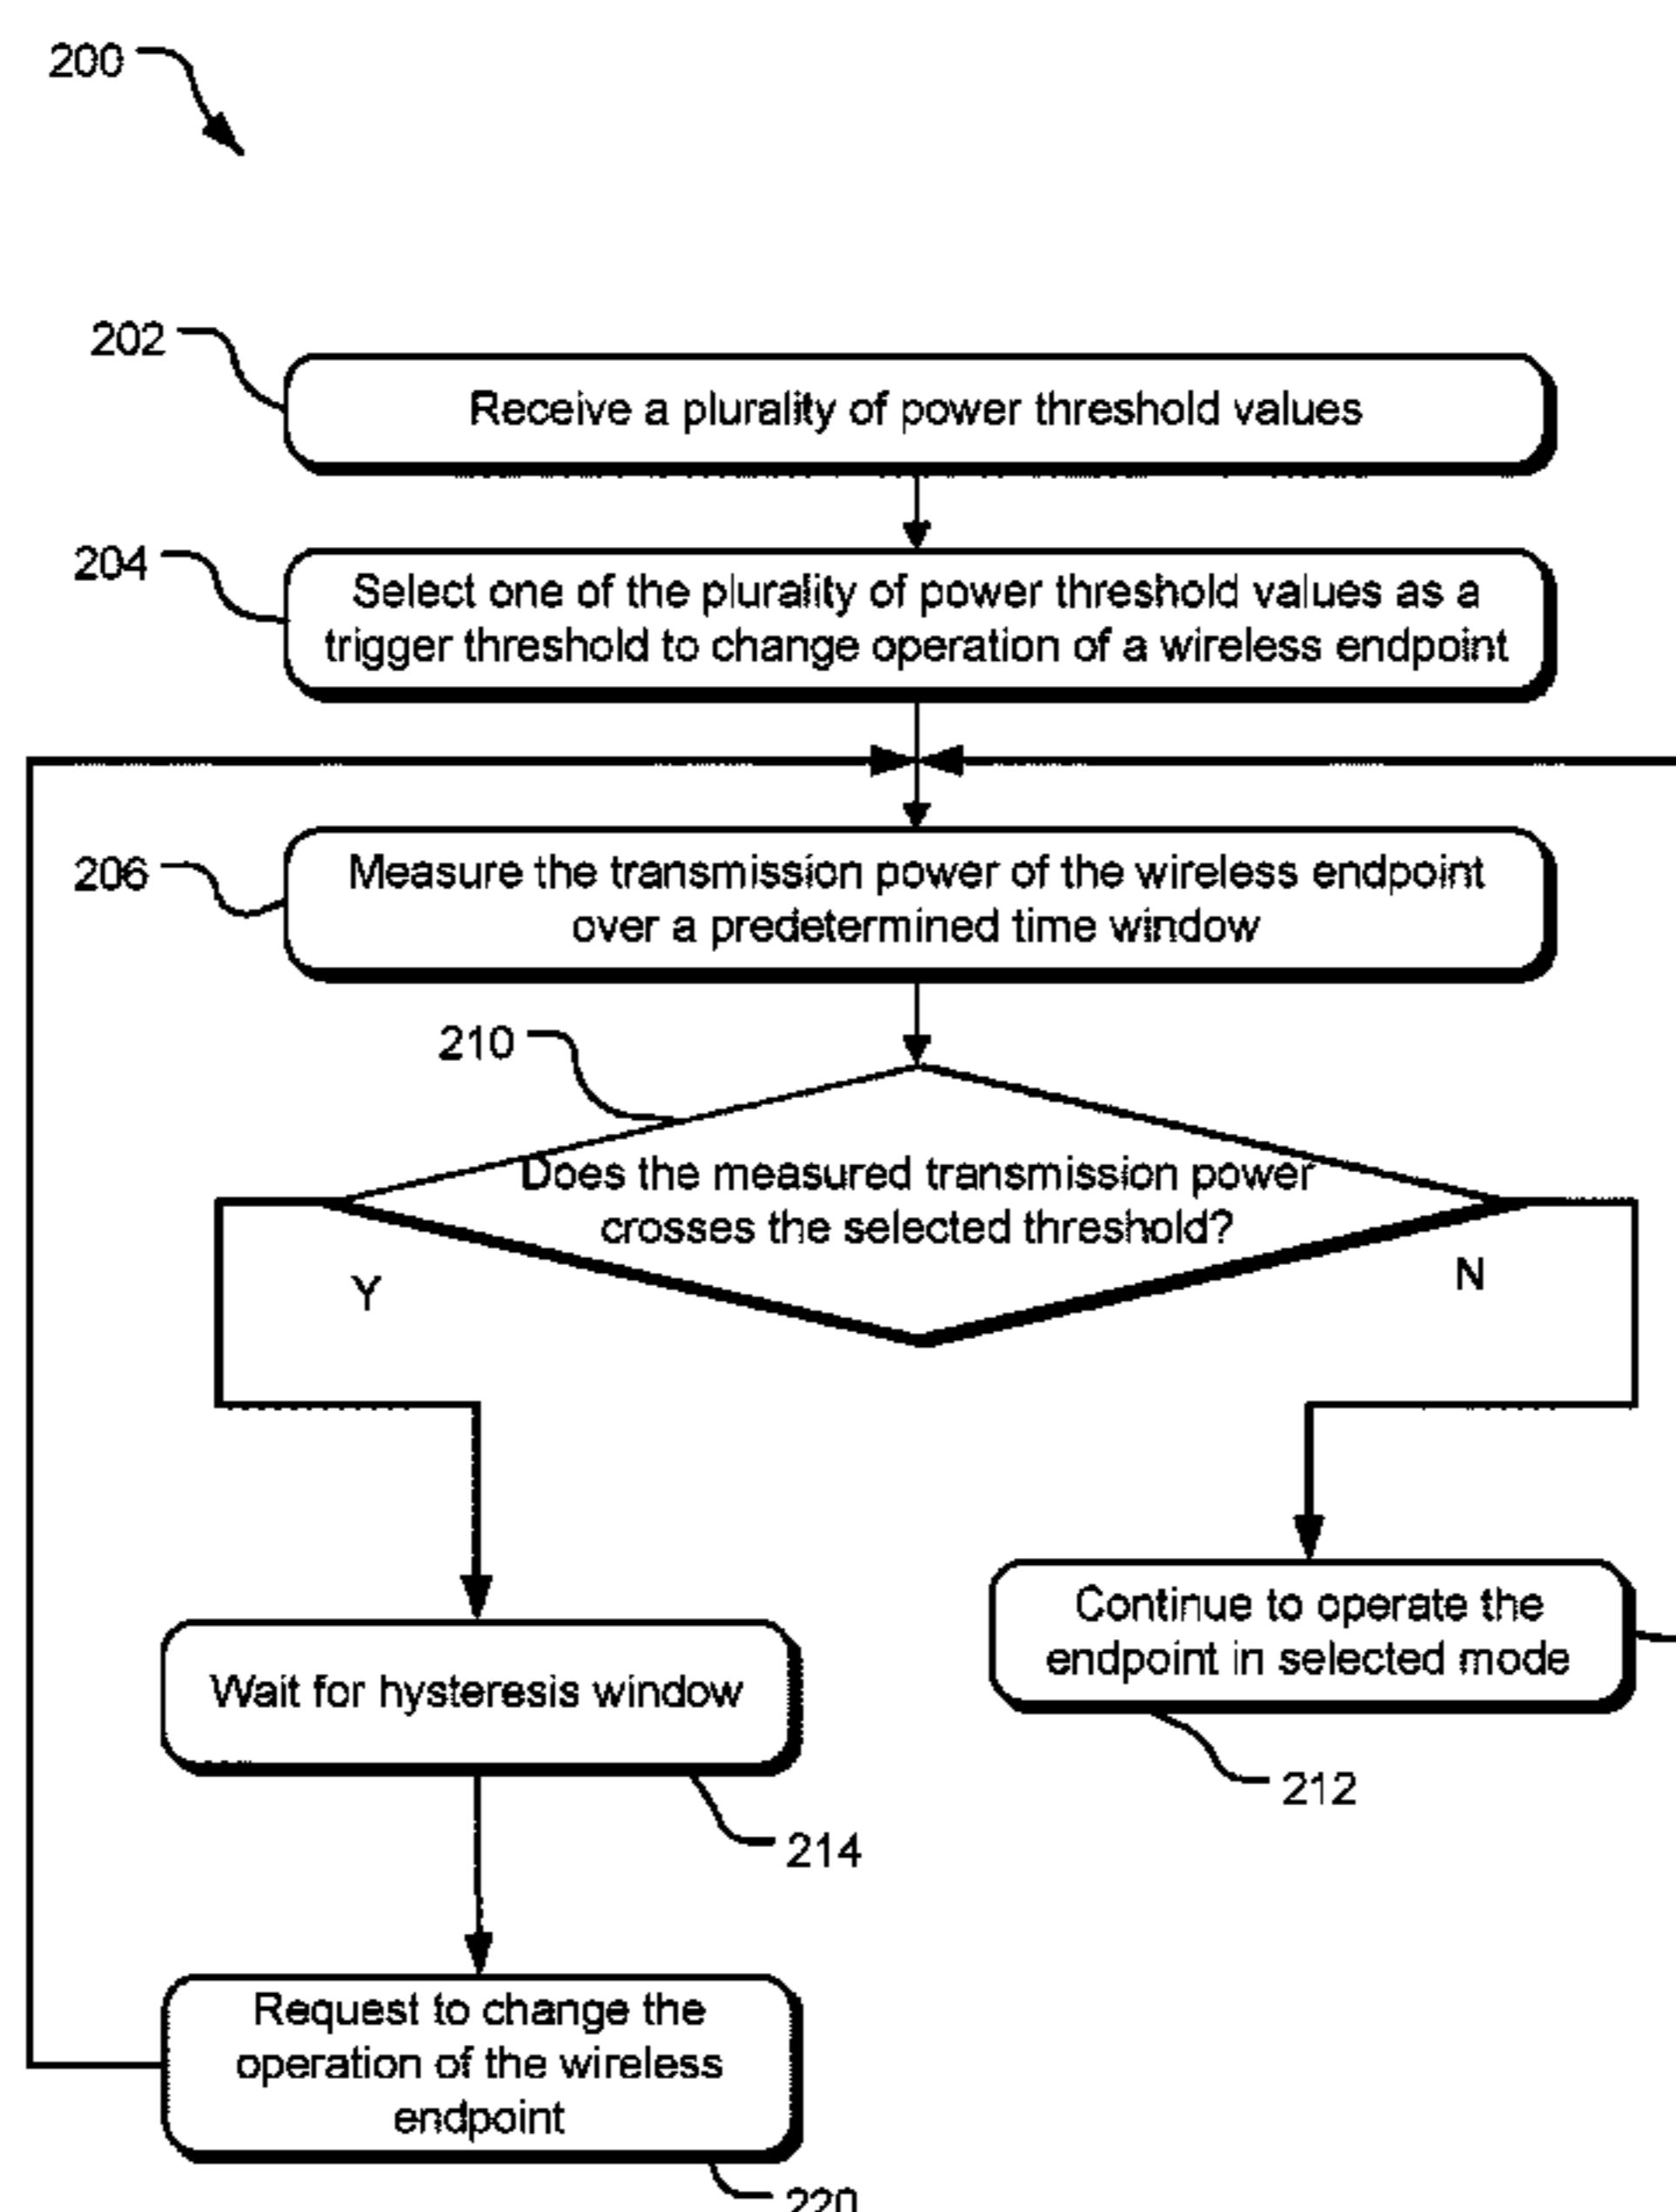 200
202
Receive a plurality of power threshold values
204
Select one of the plurality of power threshold values as a
trigger threshold to change operation of a wireless endpoint
206
Measure the transmission power of the wireless endpoint
over a predetermined time window
210
Does the measured transmission power
crosses the selected threshold?
Y
N
Continue to operate the
endpoint in selected mode
212
Wait for hysteresis window
214
Request to change the
operation of the wireless
endpoint
220